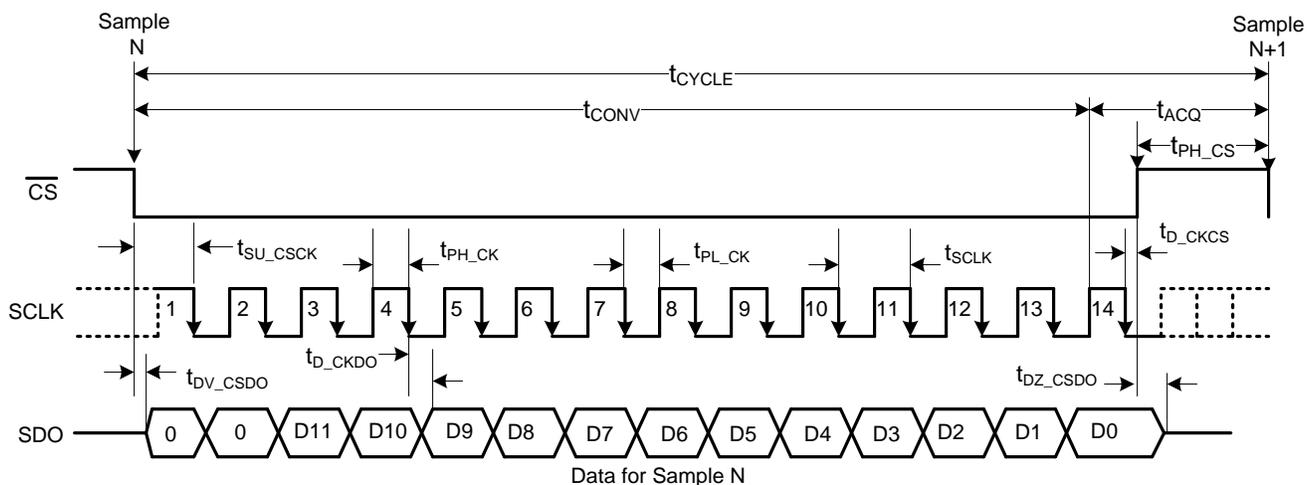 Sample
N
Sample
N+1
tCYCLE
tCONV
tACQ
tPH_CS
CS
tSU_CSCK
tPH_CK
tPL_CK
tSCLK
tD_CKCS
SCLK
1 2 3 4 5 6 7 8 9 10 11 12 13 14
tD_CKDO
tDV_CSDO
tDZ_CSDO
SDO
0 0 D11 D10 D9 D8 D7 D6 D5 D4 D3 D2 D1 D0
Data for Sample N